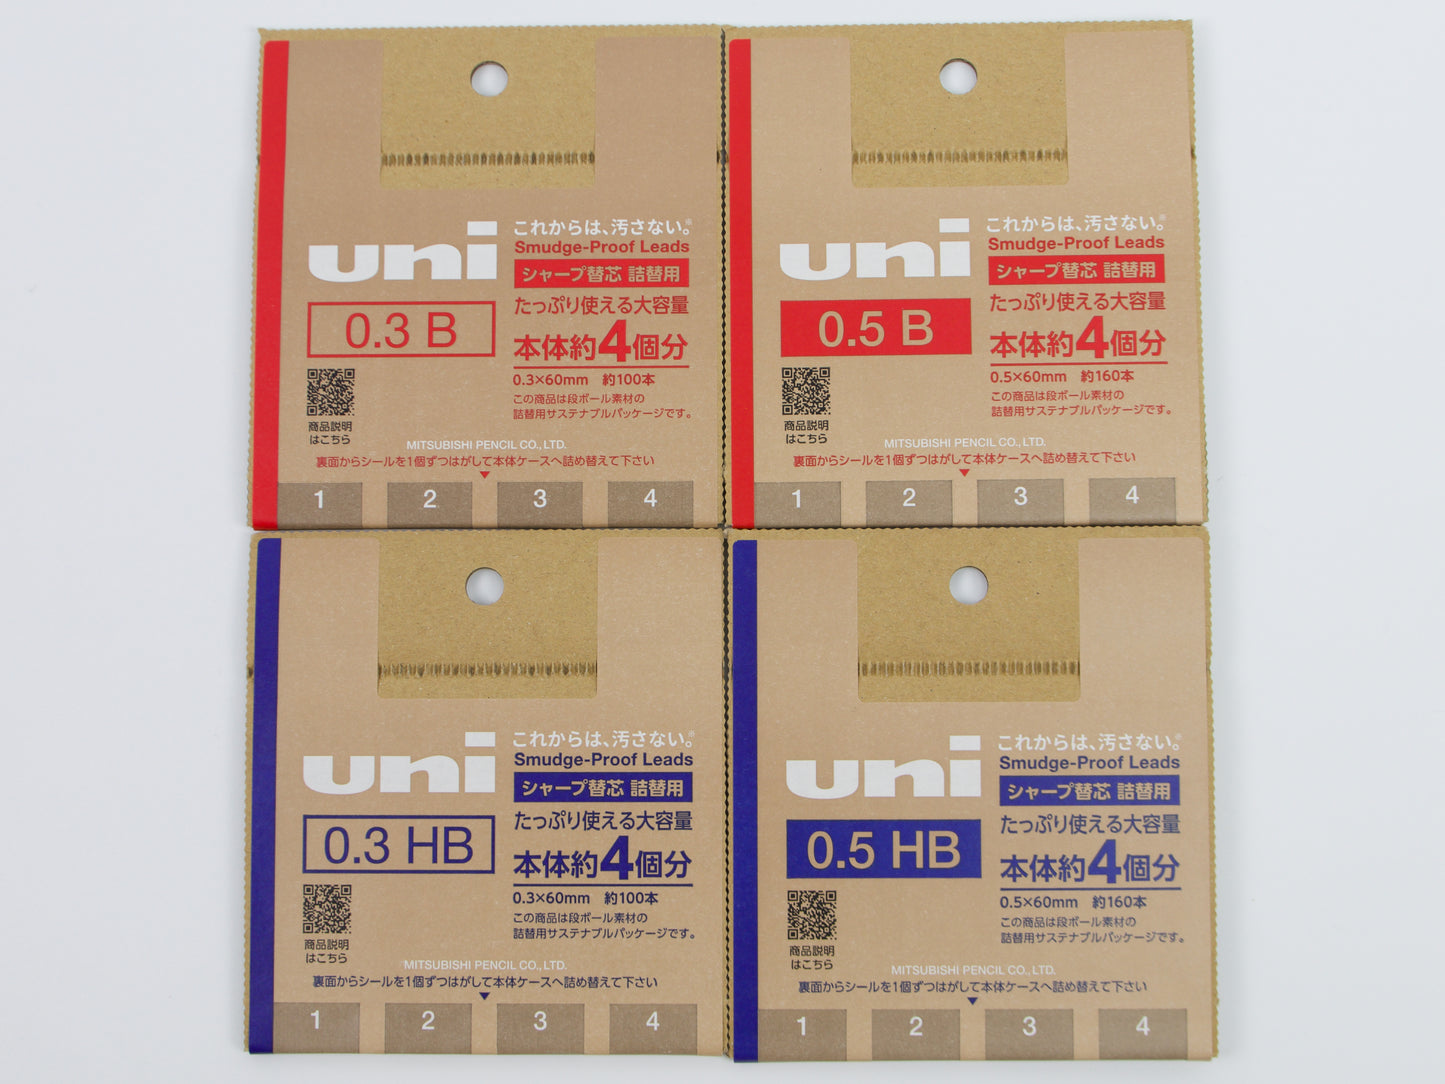 uni
これからは、汚さない。※
Smudge-Proof Leads
シャープ替芯 詰替用
0.3 B
たっぷり使える大容量
本体約4個分
0.3×60mm 約100本
この商品は段ボール素材の
詰替用サステナブルパッケージです。
商品説明
はこちら
MITSUBISHI PENCIL CO., LTD.
裏面からシールを1個ずつはがして本体ケースへ詰め替えて下さい
1 2 3 4
uni
これからは、汚さない。※
Smudge-Proof Leads
シャープ替芯 詰替用
0.5 B
たっぷり使える大容量
本体約4個分
0.5×60mm 約160本
この商品は段ボール素材の
詰替用サステナブルパッケージです。
商品説明
はこちら
MITSUBISHI PENCIL CO., LTD.
裏面からシールを1個ずつはがして本体ケースへ詰め替えて下さい
1 2 3 4
uni
これからは、汚さない。※
Smudge-Proof Leads
シャープ替芯 詰替用
0.3 HB
たっぷり使える大容量
本体約4個分
0.3×60mm 約100本
この商品は段ボール素材の
詰替用サステナブルパッケージです。
商品説明
はこちら
MITSUBISHI PENCIL CO., LTD.
裏面からシールを1個ずつはがして本体ケースへ詰め替えて下さい
1 2 3 4
uni
これからは、汚さない。※
Smudge-Proof Leads
シャープ替芯 詰替用
0.5 HB
たっぷり使える大容量
本体約4個分
0.5×60mm 約160本
この商品は段ボール素材の
詰替用サステナブルパッケージです。
商品説明
はこちら
MITSUBISHI PENCIL CO., LTD.
裏面からシールを1個ずつはがして本体ケースへ詰め替えて下さい
1 2 3 4